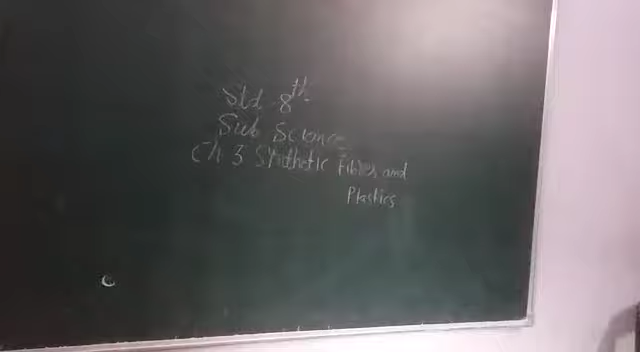 Std 8th
Sub Science
Ch 3 Synthetic Fibres and
Plastics